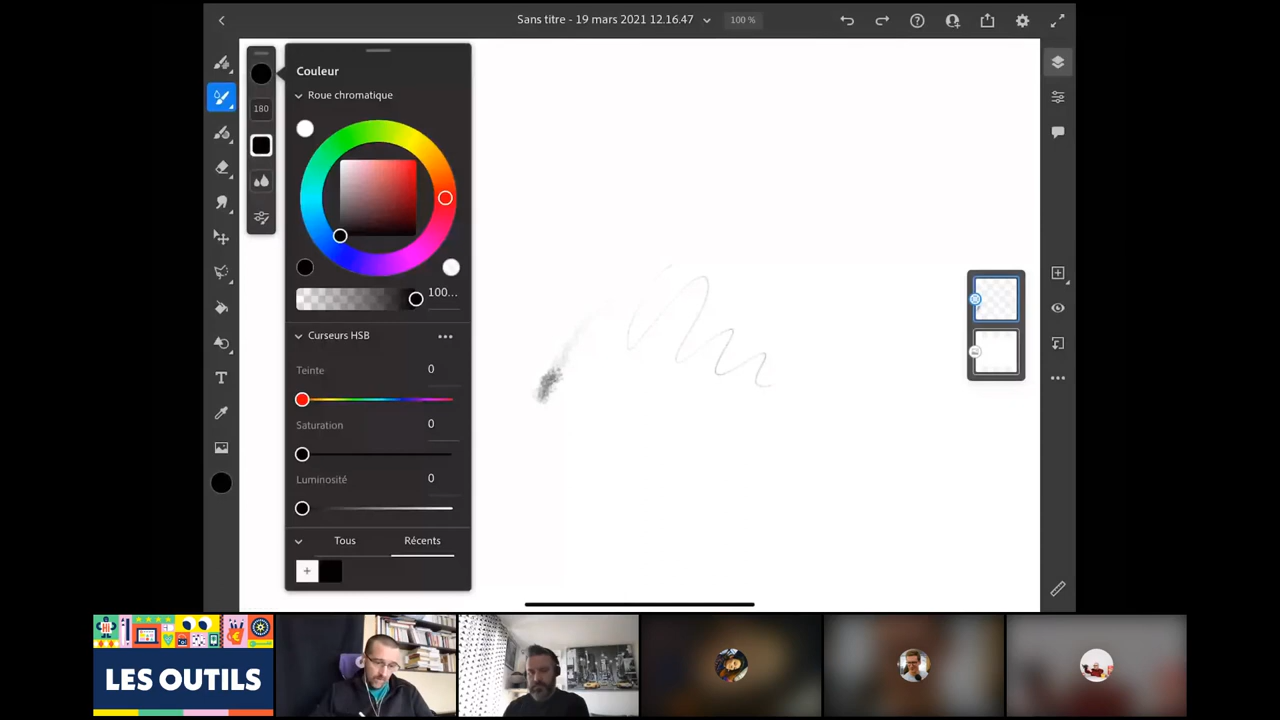 Sans titre - 19 mars 2021 12.16.47
100 %
Couleur
Roue chromatique
180
100...
Curseurs HSB
Teinte
0
Saturation
0
Luminosité
0
Tous
Récents
T
LES OUTILS